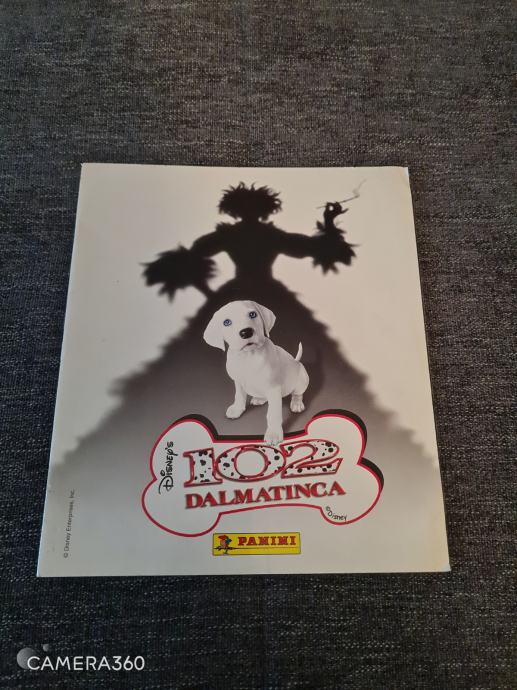 DISNEY'S
102
DALMATINCA
©Disney
PANINI
© Disney Enterprises, Inc.
CAMERA360